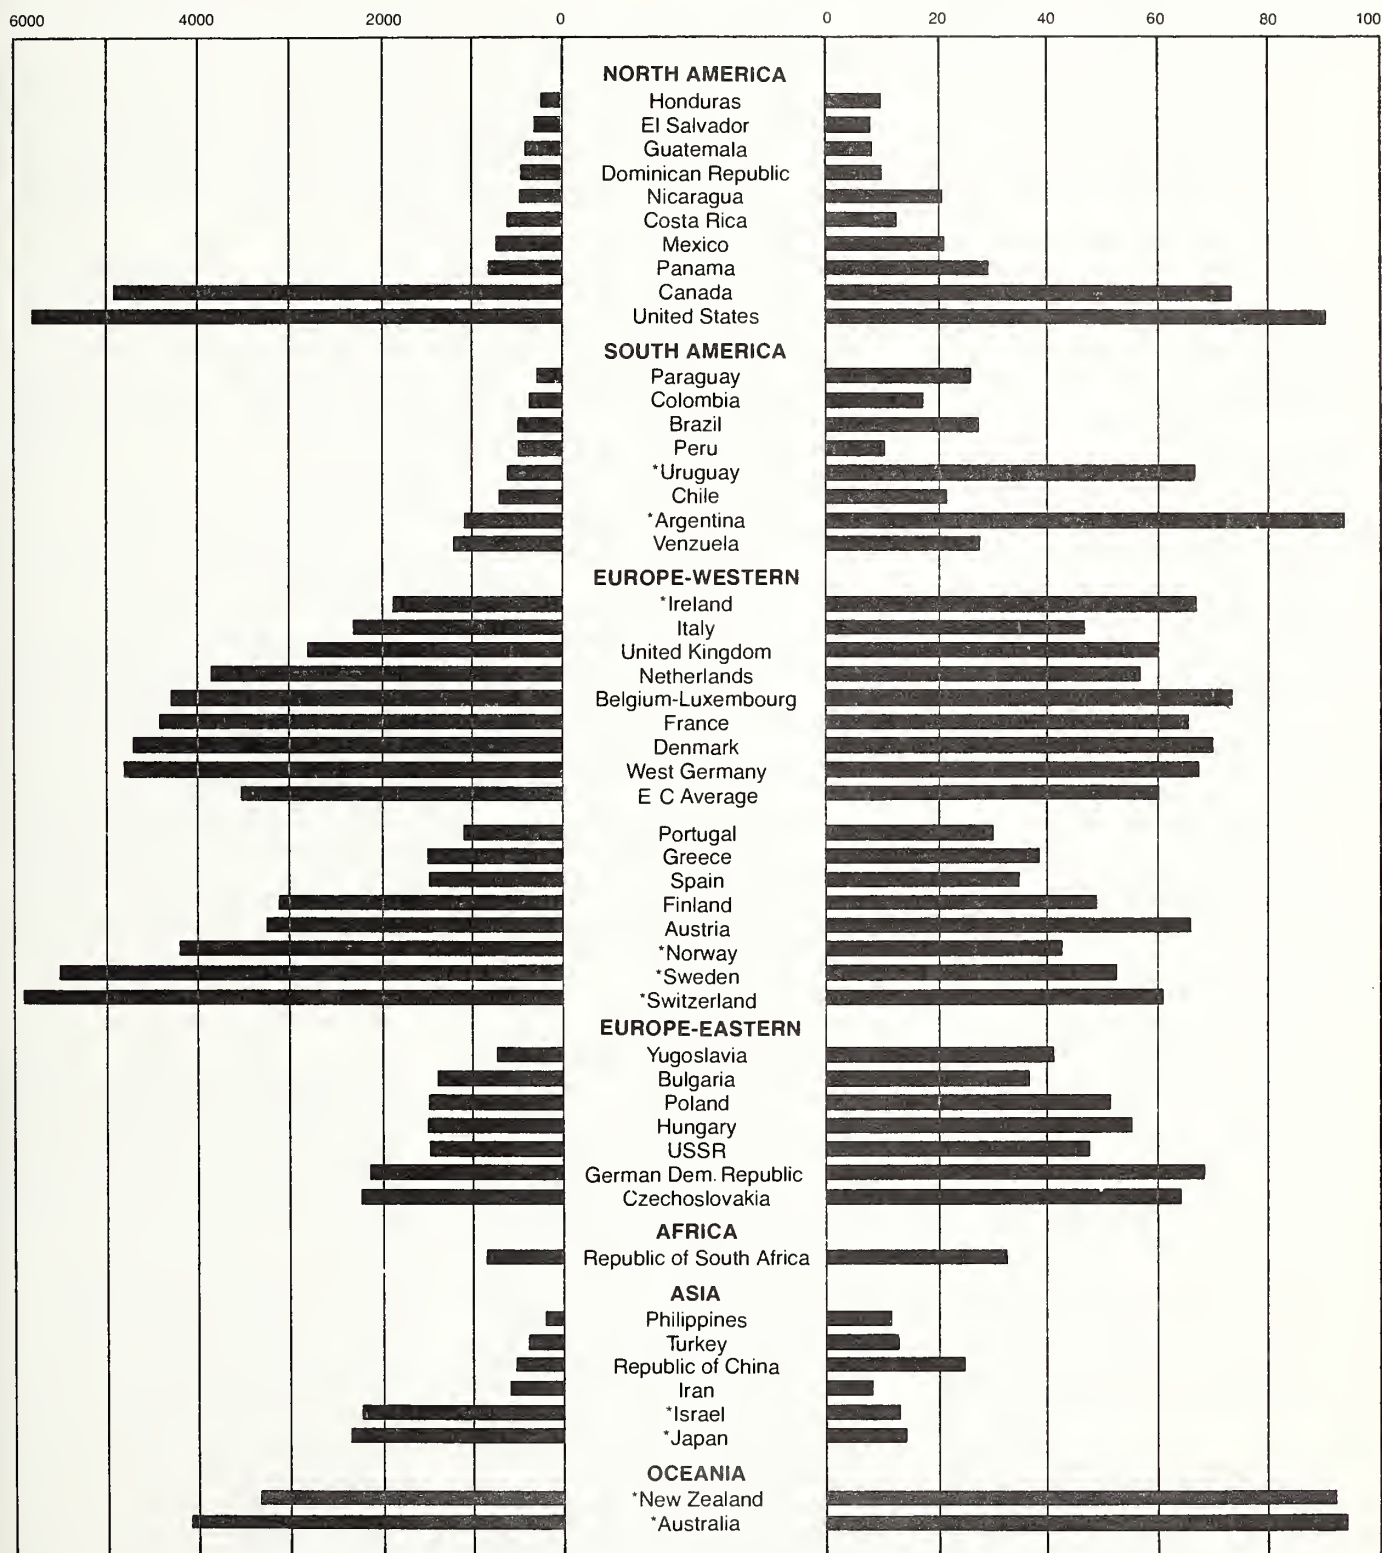 6000 4000 2000 0 0 20 40 60 80 100
NORTH AMERICA
Honduras
El Salvador
Guatemala
Dominican Republic
Nicaragua
Costa Rica
Mexico
Panama
Canada
United States
SOUTH AMERICA
Paraguay
Colombia
Brazil
Peru
*Uruguay
Chile
*Argentina
Venzuela
EUROPE-WESTERN
*Ireland
Italy
United Kingdom
Netherlands
Belgium-Luxembourg
France
Denmark
West Germany
E C Average
Portugal
Greece
Spain
Finland
Austria
*Norway
*Sweden
*Switzerland
EUROPE-EASTERN
Yugoslavia
Bulgaria
Poland
Hungary
USSR
German Dem. Republic
Czechoslovakia
AFRICA
Republic of South Africa
ASIA
Philippines
Turkey
Republic of China
Iran
*Israel
*Japan
OCEANIA
*New Zealand
*Australia